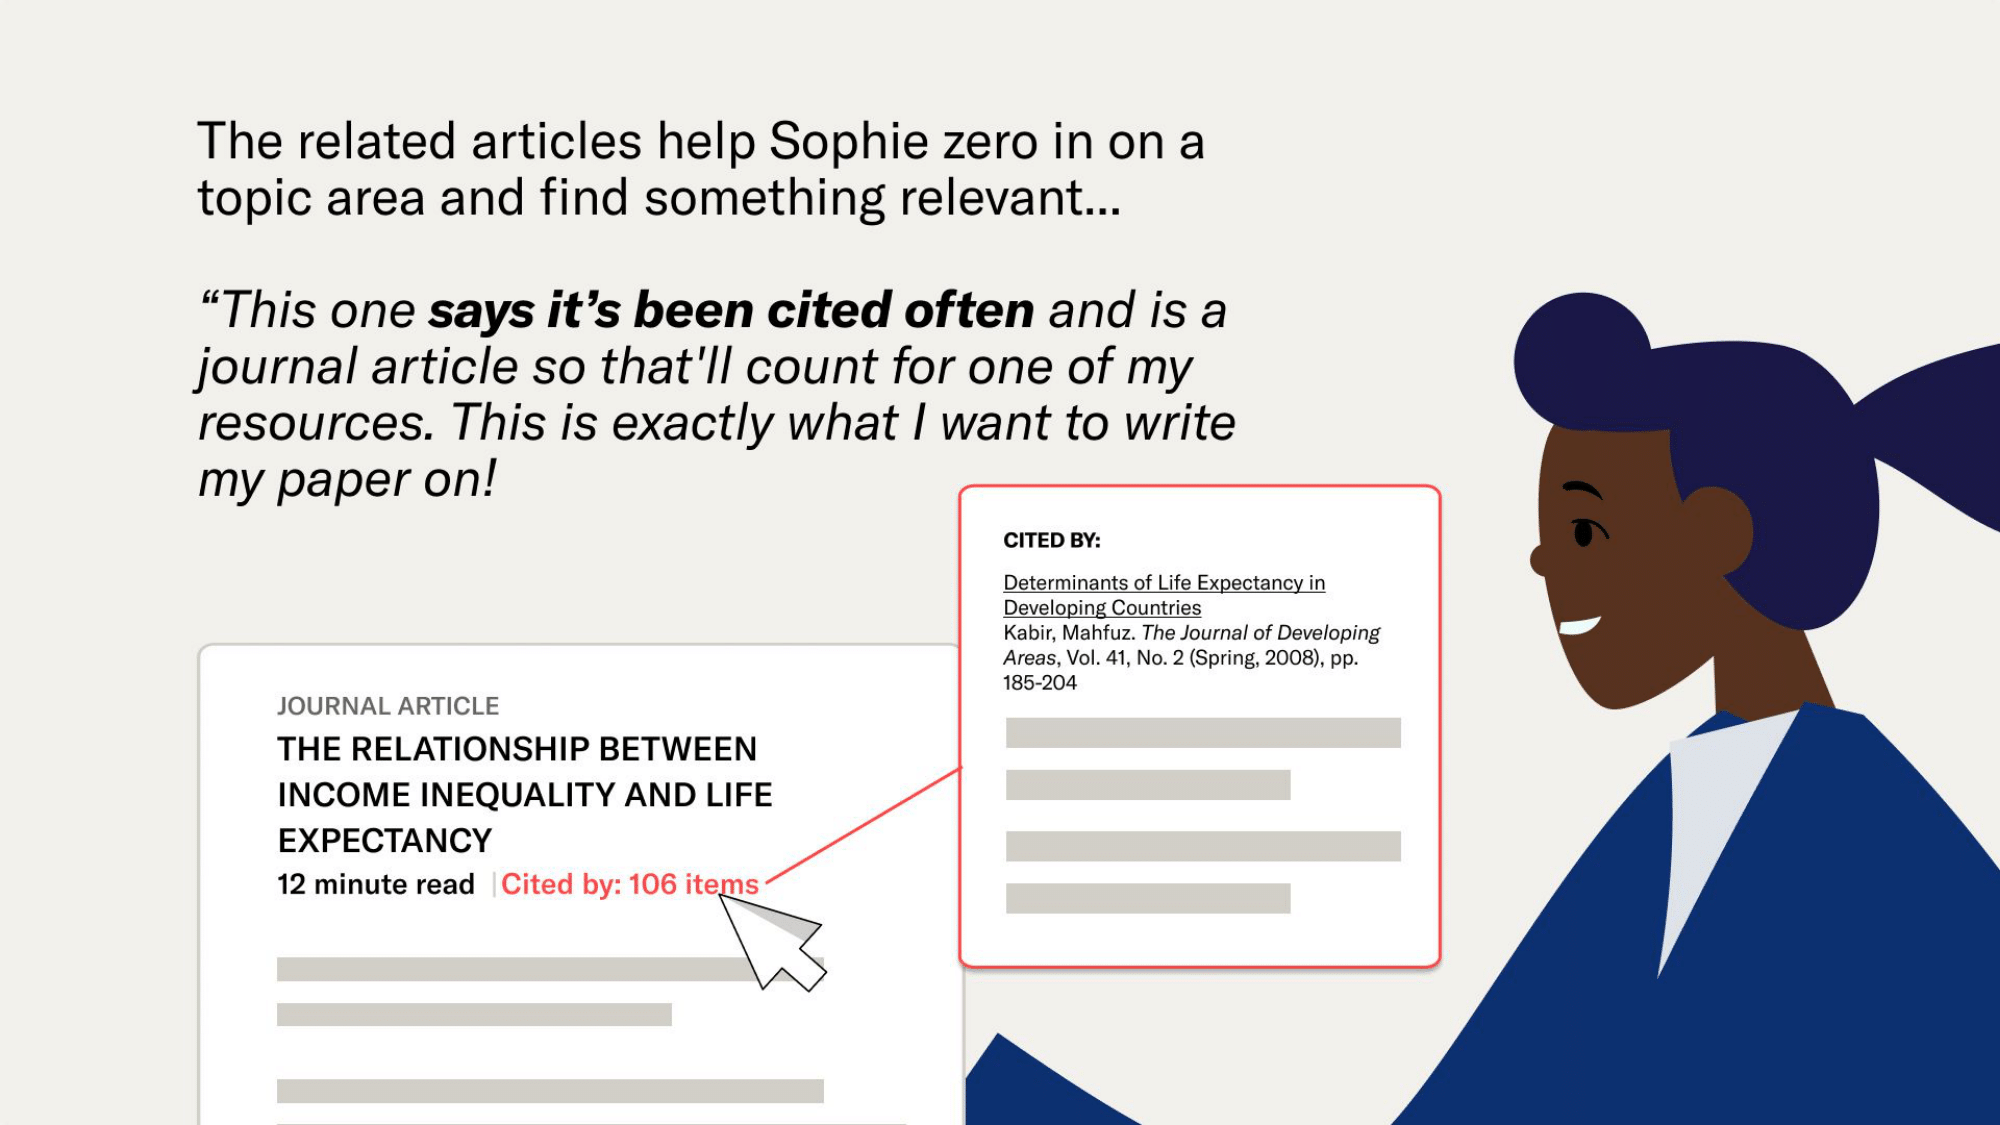 The related articles help Sophie zero in on a
topic area and find something relevant...
“This one says it’s been cited often and is a
journal article so that'll count for one of my
resources. This is exactly what I want to write
my paper on!
CITED BY:
Determinants of Life Expectancy in
Developing Countries
Kabir, Mahfuz. The Journal of Developing
Areas, Vol. 41, No. 2 (Spring, 2008), pp.
185-204
JOURNAL ARTICLE
THE RELATIONSHIP BETWEEN
INCOME INEQUALITY AND LIFE
EXPECTANCY
12 minute read | Cited by: 106 items